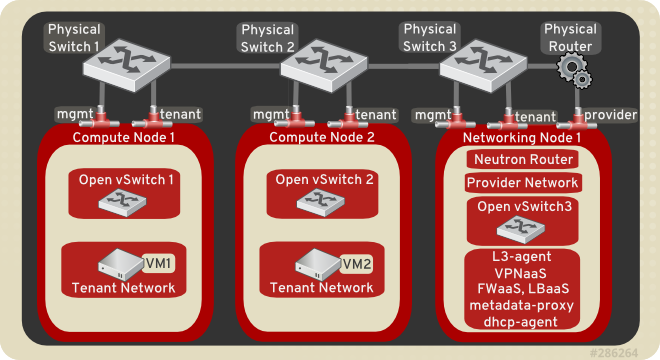 Physical
Switch 1
Physical
Switch 2
Physical
Switch 3
Physical
Router
mgmt
tenant
mgmt
tenant
mgmt
tenant
provider
Compute Node 1
Compute Node 2
Networking Node 1
Open vSwitch 1
Open vSwitch 2
Neutron Router
Provider Network
Open vSwitch3
VM1
Tenant Network
VM2
Tenant Network
L3-agent
VPNaaS
FWaaS, LBaaS
metadata-proxy
dhcp-agent
#286264